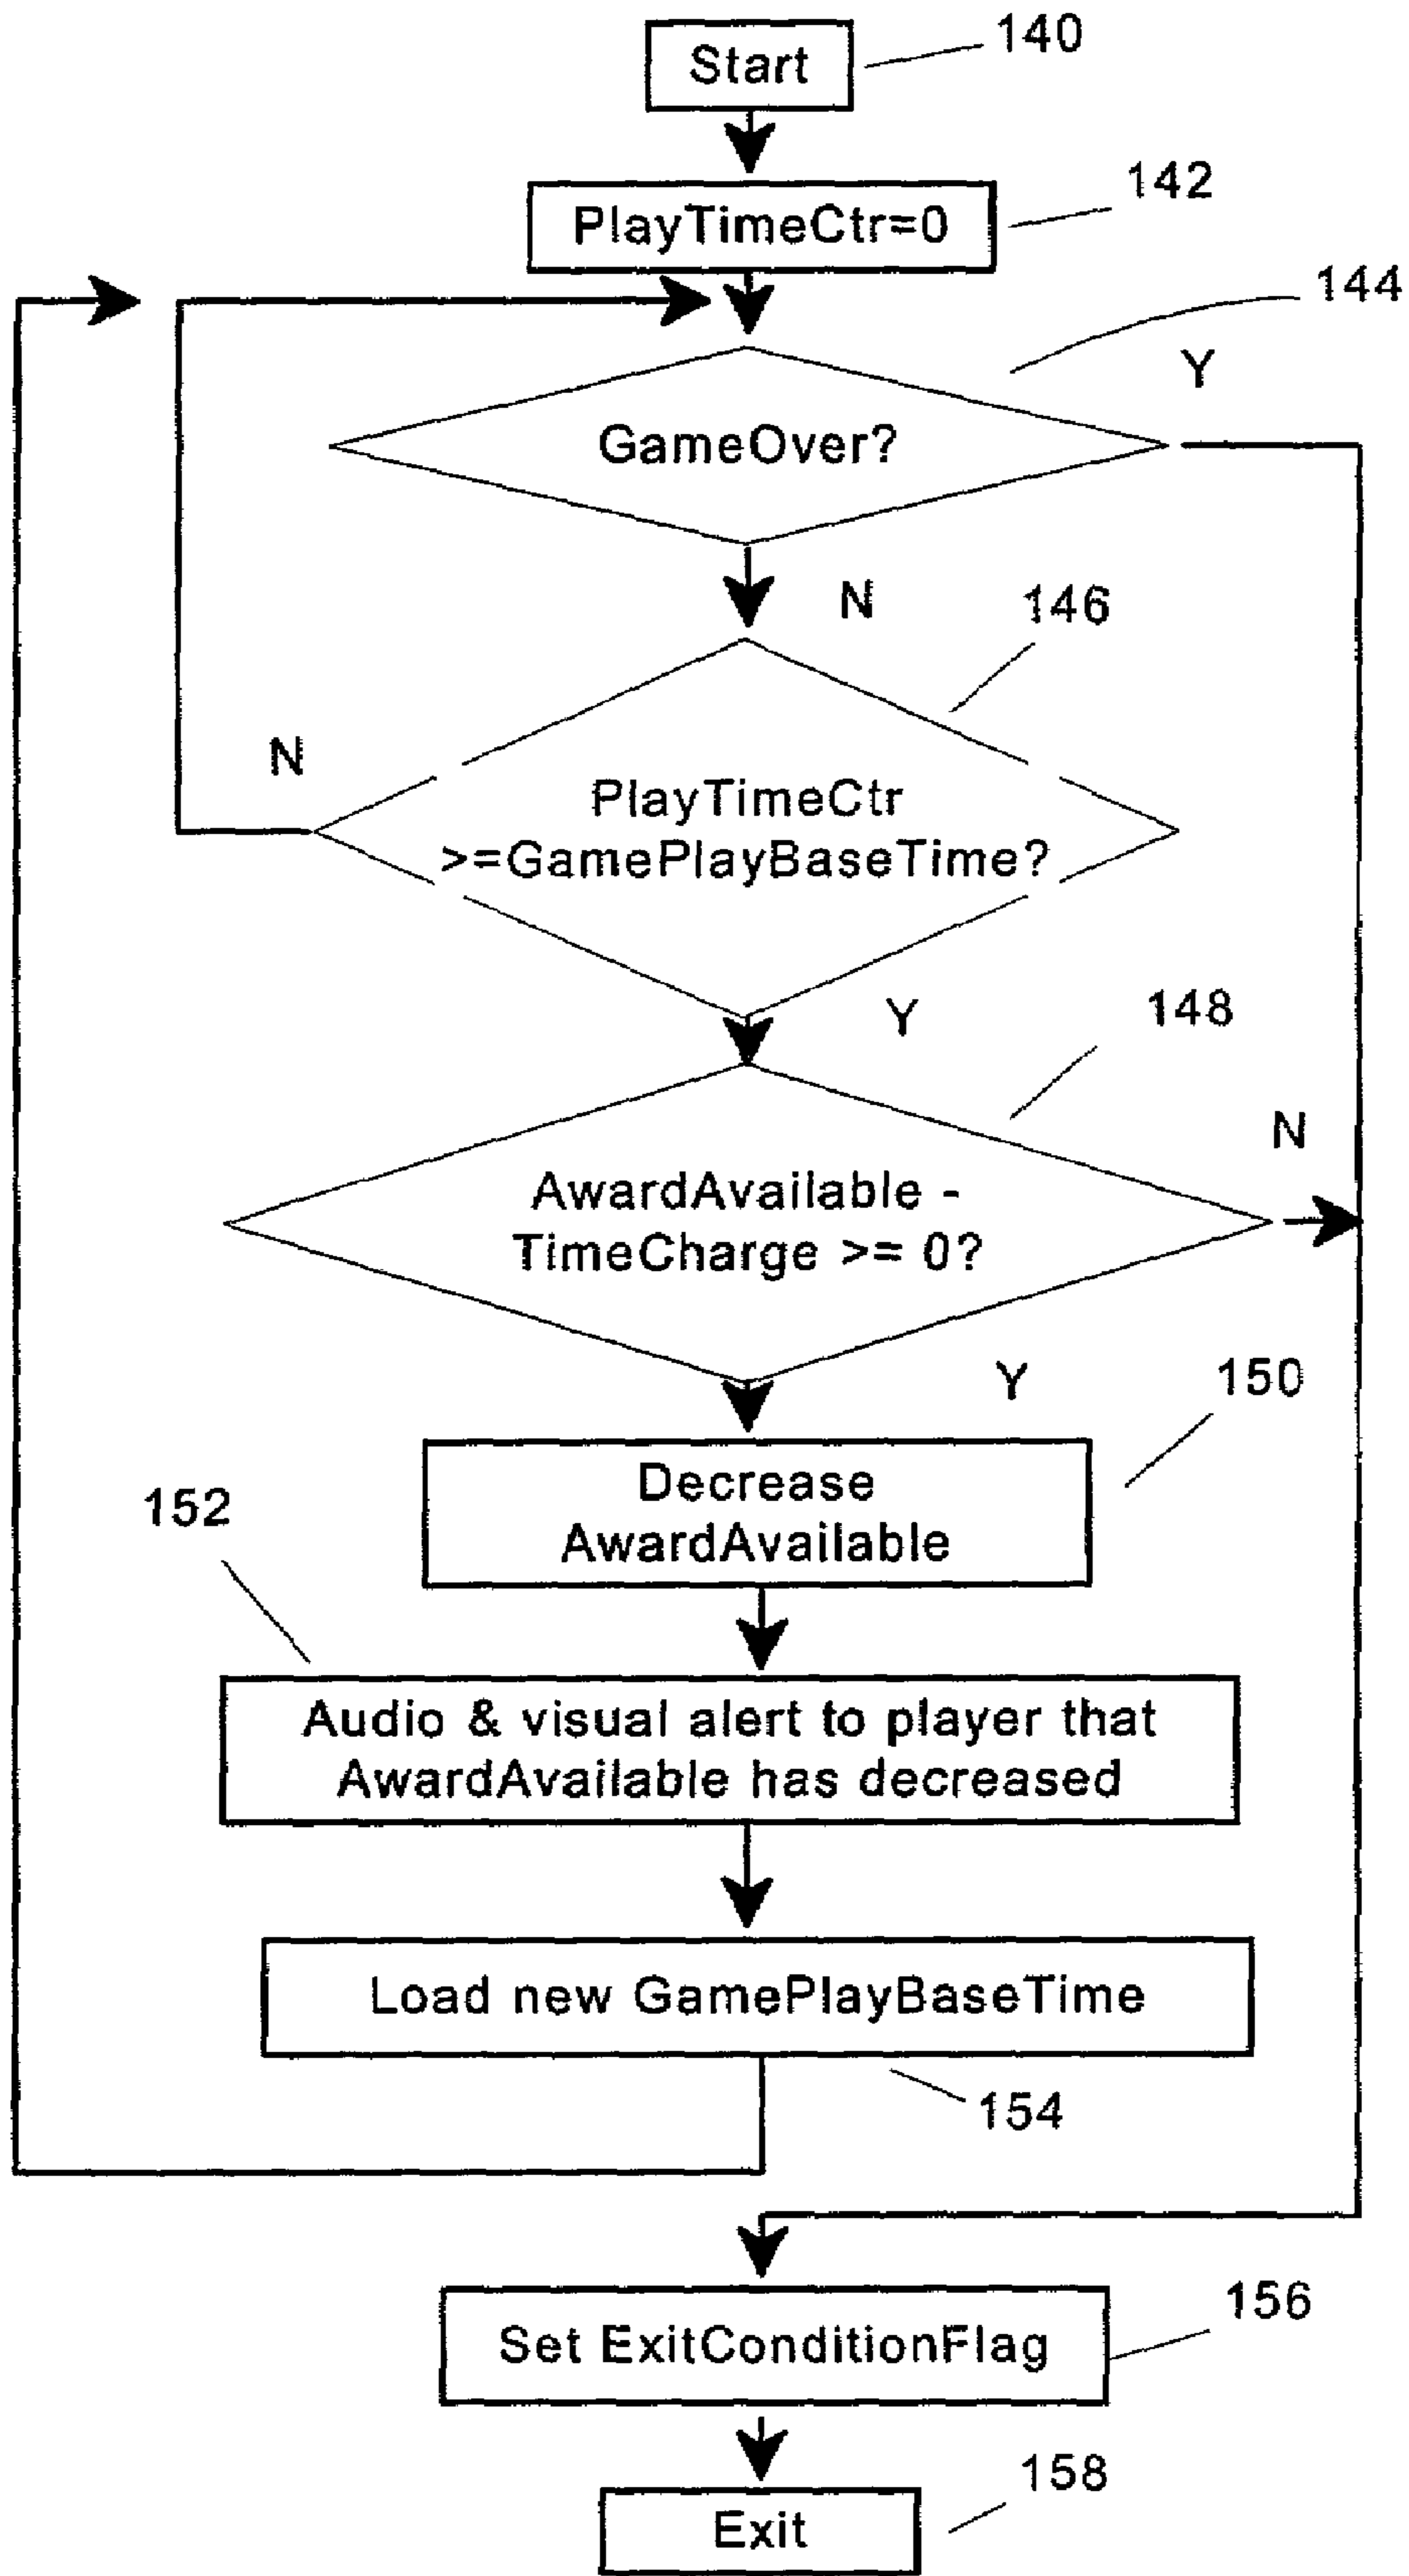 Start
140
PlayTimeCtr=0
142
144
Y
GameOver?
N
146
N
PlayTimeCtr
>=GamePlayBaseTime?
Y
148
N
AwardAvailable -
TimeCharge >= 0?
Y
150
Decrease
AwardAvailable
152
Audio & visual alert to player that
AwardAvailable has decreased
Load new GamePlayBaseTime
154
156
Set ExitConditionFlag
158
Exit